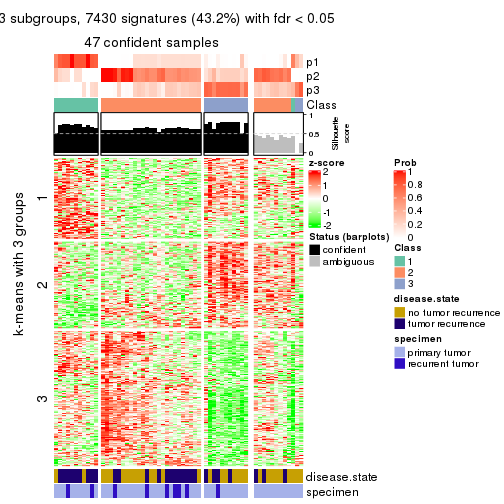 3 subgroups, 7430 signatures (43.2%) with fdr < 0.05
47 confident samples
p1
p2
p3
Class
1
0.5
0
Silhouette
score
k-means with 3 groups
1
2
3
z-score
2
1
0
-1
-2
Status (barplots)
confident
ambiguous
Prob
1
0.8
0.6
0.4
0.2
0
Class
1
2
3
disease.state
no tumor recurrence
tumor recurrence
specimen
primary tumor
recurrent tumor
disease.state
specimen